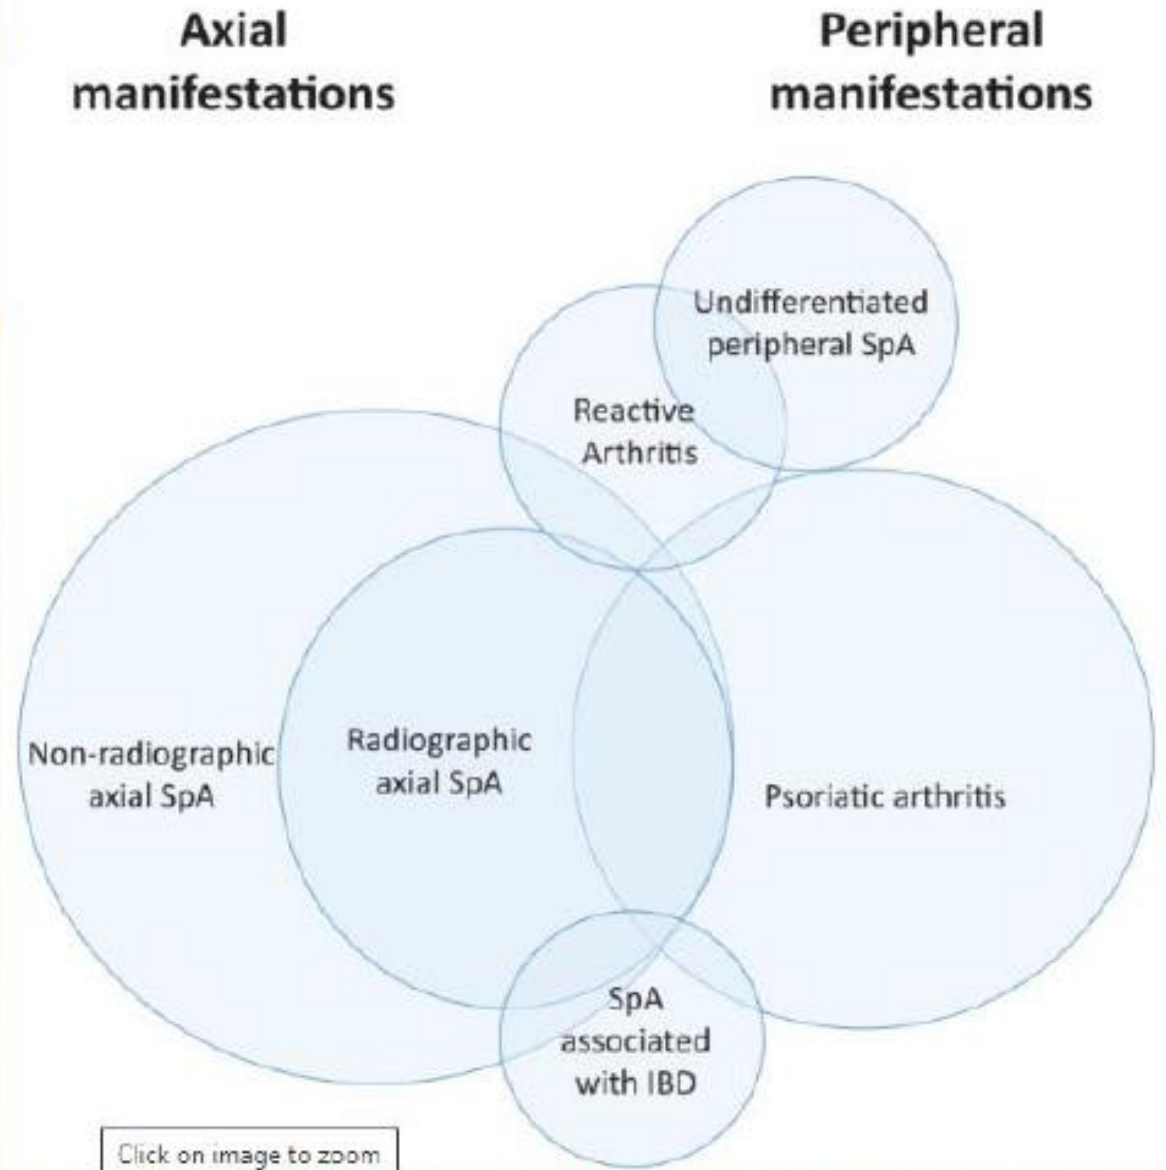 Axial
manifestations
Peripheral
manifestations
Undifferentiated
peripheral SpA
Reactive
Arthritis
Non-radiographic
axial SpA
Radiographic
axial SpA
Psoriatic arthritis
SpA
associated
with IBD
Click on image to zoom